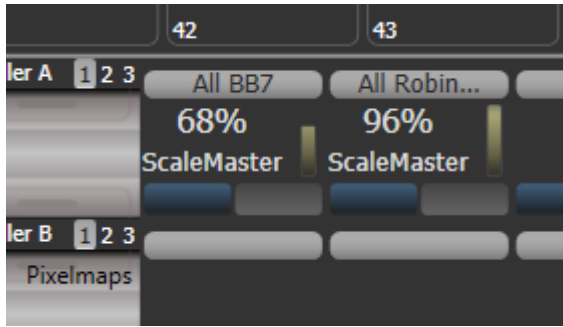 42 43
ler A 1 2 3
All BB7 All Robin...
68% 96%
ScaleMaster ScaleMaster
ler B 1 2 3
Pixelmaps